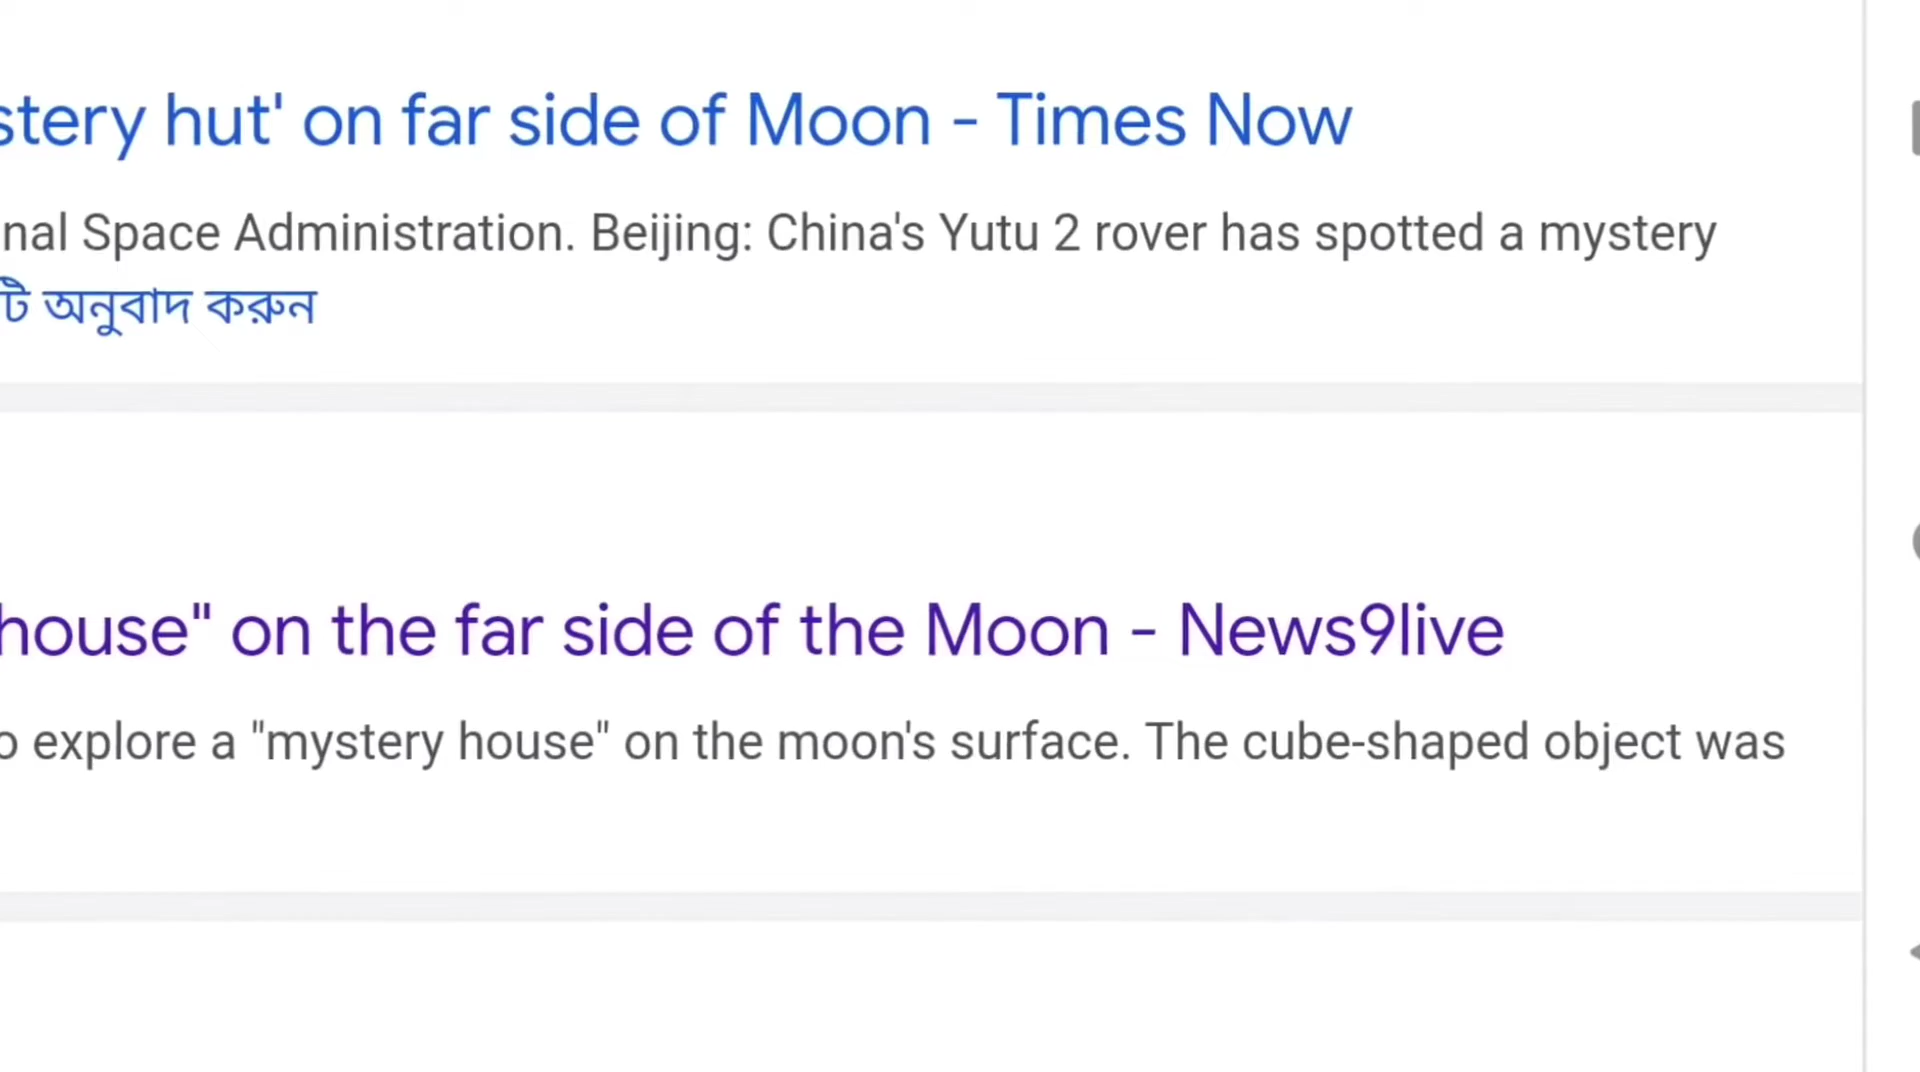 stery hut' on far side of Moon - Times Now
nal Space Administration. Beijing: China's Yutu 2 rover has spotted a mystery
টি অনুবাদ করুন
house" on the far side of the Moon - News9live
o explore a "mystery house" on the moon's surface. The cube-shaped object was